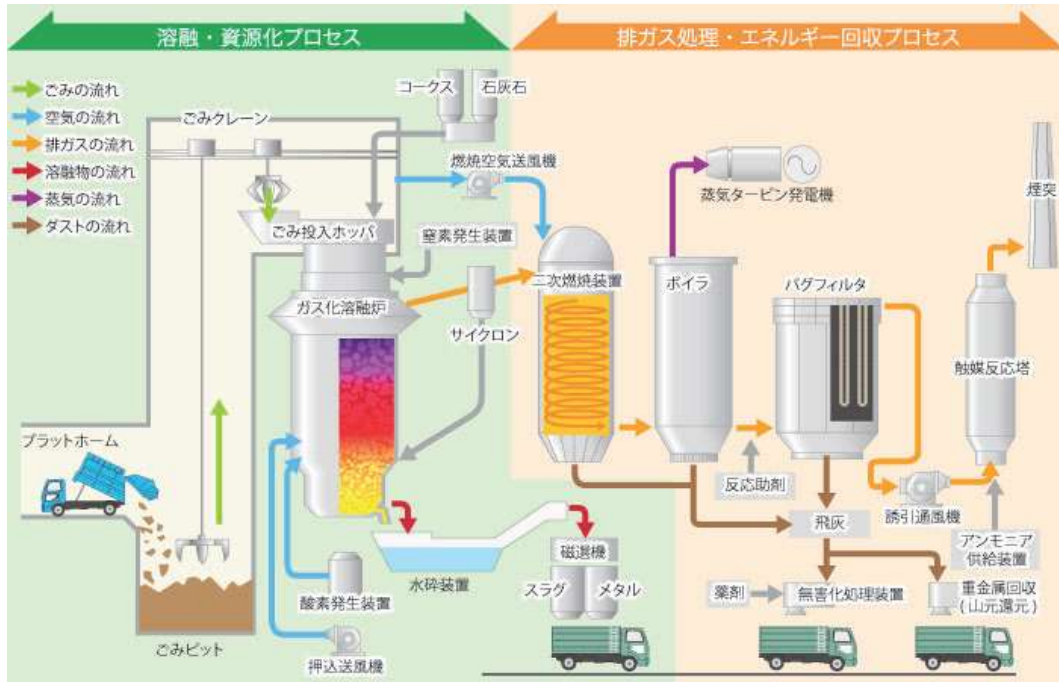 溶融・資源化プロセス
排ガス処理・エネルギー回収プロセス
ごみの流れ
空気の流れ
排ガスの流れ
溶融物の流れ
蒸気の流れ
ダストの流れ
ごみクレーン
コークス
石灰石
燃焼空気送風機
ごみ投入ホッパ
窒素発生装置
ガス化溶融炉
サイクロン
二次燃焼装置
ボイラ
蒸気タービン発電機
バグフィルタ
煙突
触媒反応塔
プラットホーム
反応助剤
誘引通風機
飛灰
アンモニア
供給装置
水砕装置
磁選機
スラグ
メタル
酸素発生装置
押込送風機
ごみピット
薬剤
無害化処理装置
重金属回収
(山元還元)